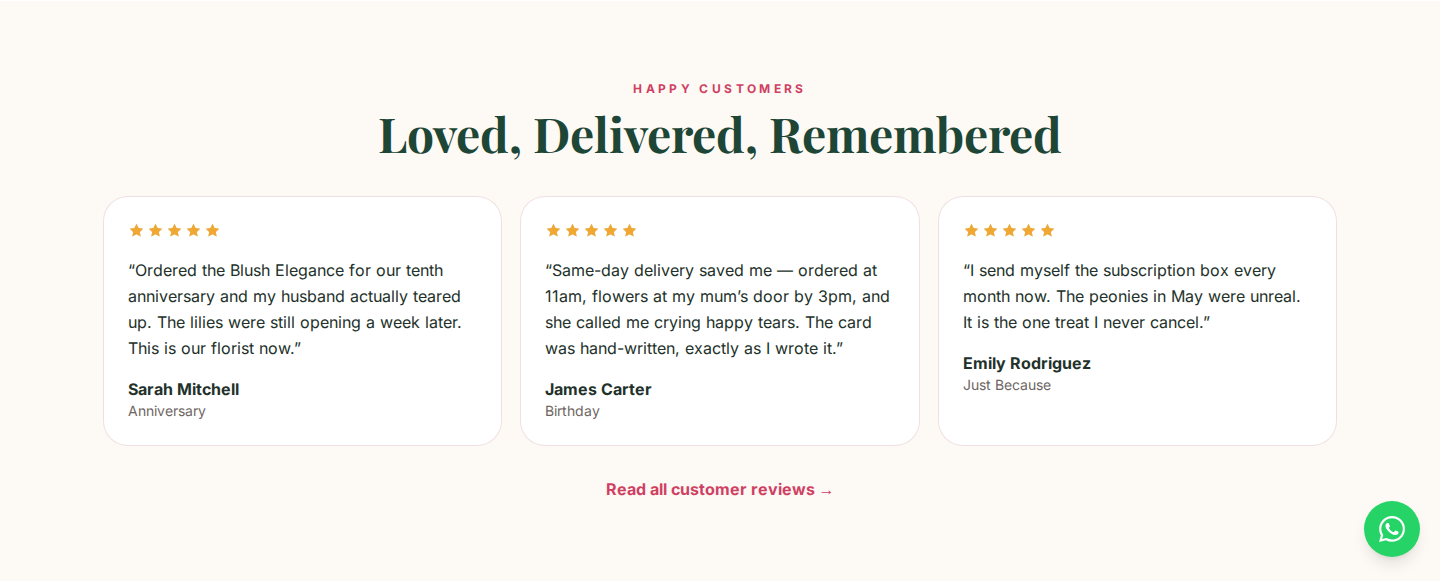 HAPPY CUSTOMERS
Loved, Delivered, Remembered
“Ordered the Blush Elegance for our tenth
anniversary and my husband actually teared
up. The lilies were still opening a week later.
This is our florist now.”
Sarah Mitchell
Anniversary
“Same-day delivery saved me — ordered at
11am, flowers at my mum’s door by 3pm, and
she called me crying happy tears. The card
was hand-written, exactly as I wrote it.”
James Carter
Birthday
“I send myself the subscription box every
month now. The peonies in May were unreal.
It is the one treat I never cancel.”
Emily Rodriguez
Just Because
Read all customer reviews →